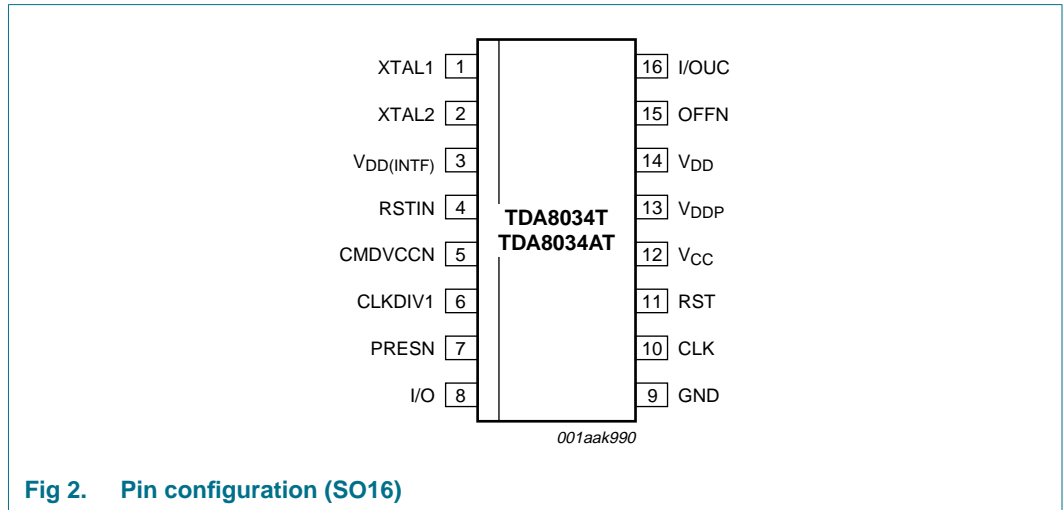 XTAL1 1
XTAL2 2
VDD(INTF) 3
RSTIN 4
CMDVCCN 5
CLKDIV1 6
PRESN 7
I/O 8
TDA8034T
TDA8034AT
16 I/OUC
15 OFFN
14 VDD
13 VDDP
12 VCC
11 RST
10 CLK
9 GND
001aak990
Fig 2. Pin configuration (SO16)